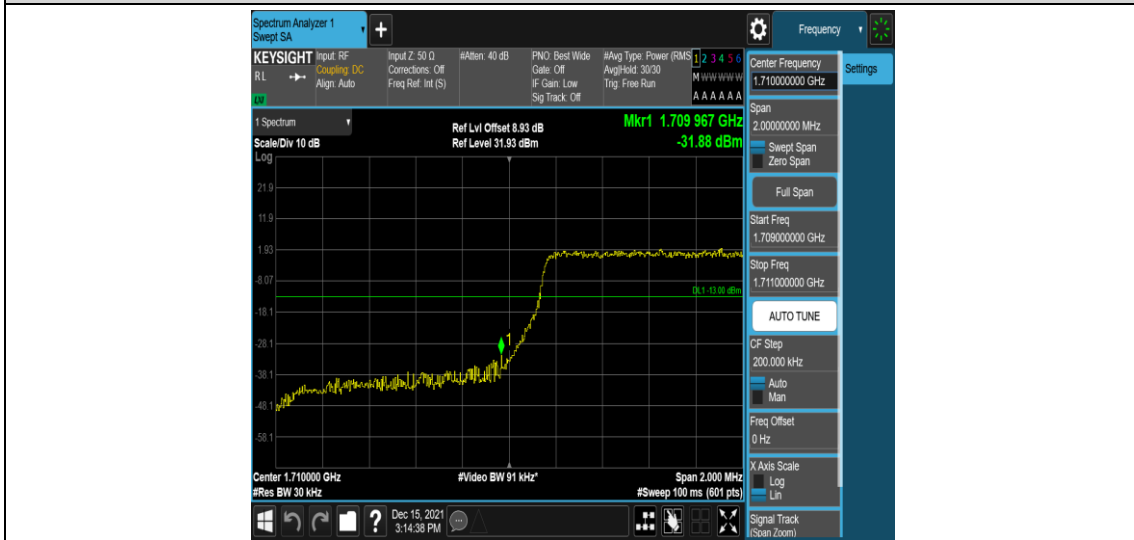 Spectrum Analyzer 1
Swept SA
+
Frequency
KEYSIGHT
R L
Input: RF
Coupling: DC
Align: Auto
Input Z: 50 Ω
Corrections: Off
Freq Ref: Int (S)
#Atten: 40 dB
PNO: Best Wide
Gate: Off
IF Gain: Low
Sig Track: Off
#Avg Type: Power (RMS
Avg|Hold: 30/30
Trig: Free Run
1 2 3 4 5 6
M W W W W W
A A A A A A
1 Spectrum
Scale/Div 10 dB
Log
Ref Lvl Offset 8.93 dB
Ref Level 31.93 dBm
Mkr1 1.709 967 GHz
-31.88 dBm
21.9
11.9
1.93
-8.07
DL1 -13.00 dBm
-18.1
1
-28.1
-38.1
-48.1
-58.1
Center 1.710000 GHz
#Video BW 91 kHz*
Span 2.000 MHz
#Res BW 30 kHz
#Sweep 100 ms (601 pts)
?
Dec 15, 2021
3:14:38 PM
Center Frequency
1.710000000 GHz
Settings
Span
2.00000000 MHz
Swept Span
Zero Span
Full Span
Start Freq
1.709000000 GHz
Stop Freq
1.711000000 GHz
AUTO TUNE
CF Step
200.000 kHz
Auto
Man
Freq Offset
0 Hz
X Axis Scale
Log
Lin
Signal Track
(Span Zoom)